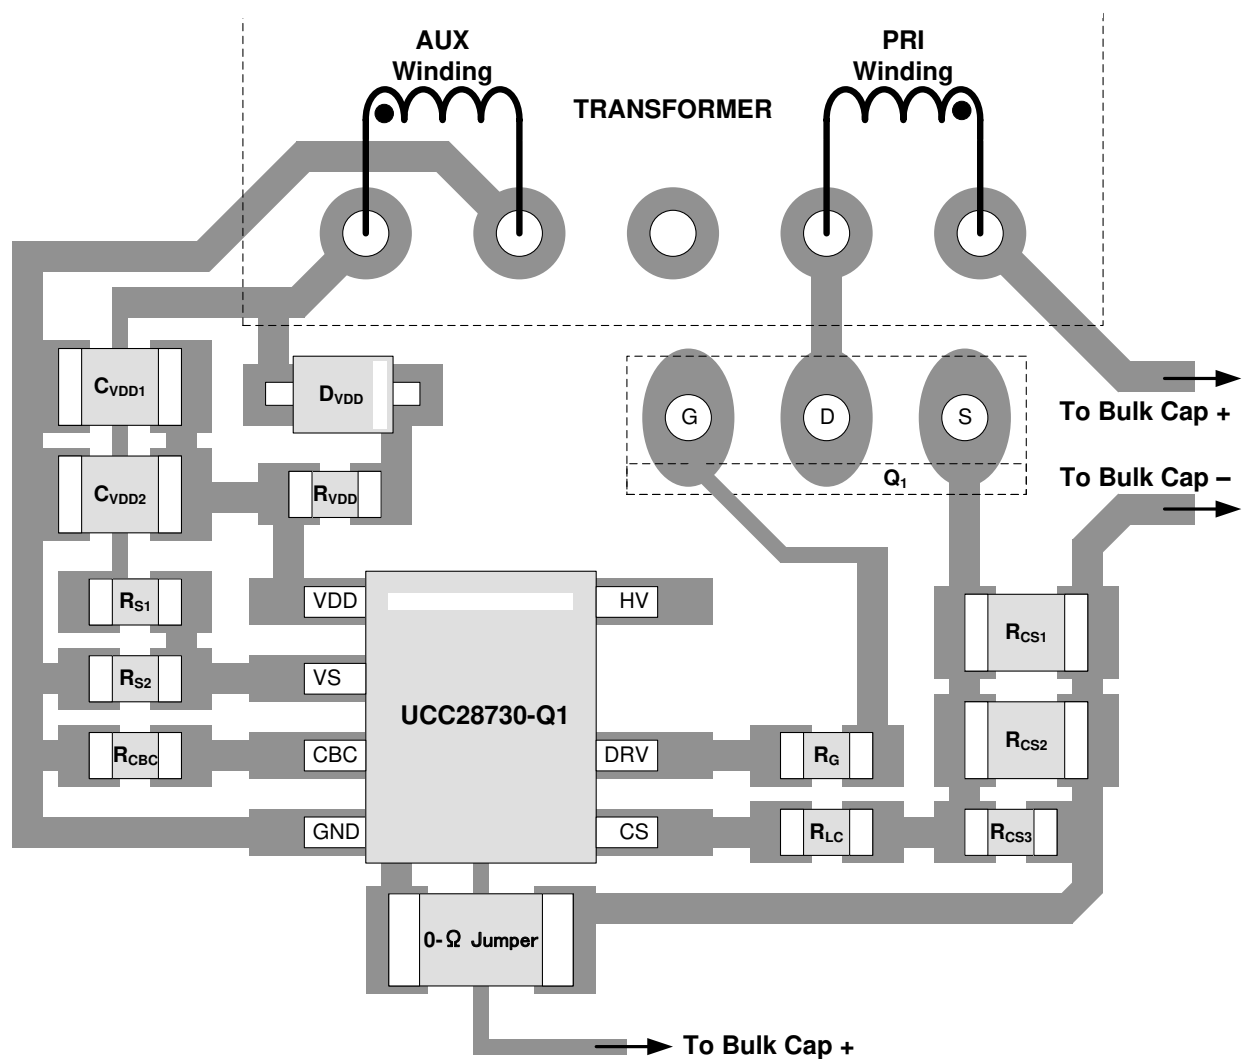 AUX
Winding
PRI
Winding
TRANSFORMER
CVDD1
DVDD
G
D
S
To Bulk Cap +
To Bulk Cap –
Q1
CVDD2
RVDD
RS1
VDD
HV
RCS1
RS2
VS
UCC28730-Q1
RCS2
RCBC
CBC
DRV
RG
GND
CS
RLC
RCS3
0-Ω Jumper
To Bulk Cap +